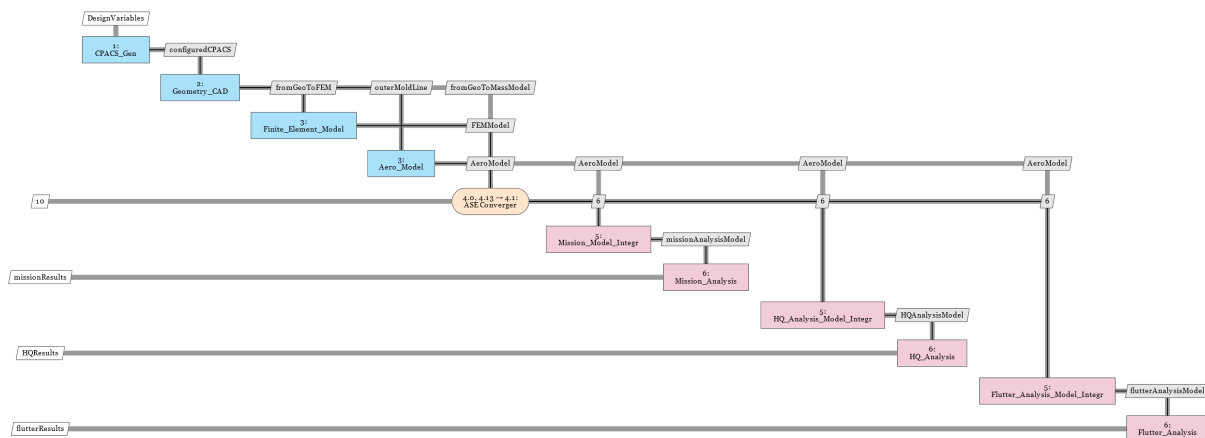 DesignVariables
1:
CPACS_Gen
configuredCPACS
2:
Geometry_CAD
fromGeoToFEM
outerMoldLine
fromGeoToMassModel
3:
Finite_Element_Model
FEMModel
3:
Aero_Model
AeroModel
AeroModel
AeroModel
AeroModel
10
4.0, 4.13 → 4.1:
ASE Converger
6
6
6
5:
Mission_Model_Integr
missionAnalysisModel
missionResults
6:
Mission_Analysis
5:
HQ_Analysis_Model_Integr
HQAnalysisModel
HQResults
6:
HQ_Analysis
5:
Flutter_Analysis_Model_Integr
flutterAnalysisModel
flutterResults
6:
Flutter_Analysis